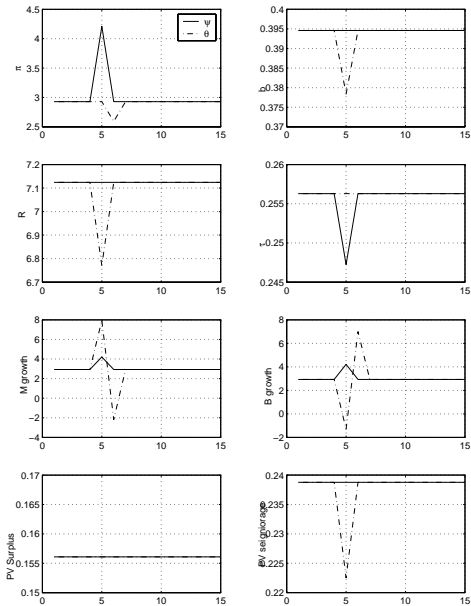 4.5
4
3.5
3
2.5
π
ψ
θ
0 5 10 15
0.4
0.395
0.39
0.385
0.38
0.375
0.37
b
0 5 10 15
7.2
7.1
7
6.9
6.8
6.7
R
0 5 10 15
0.26
0.255
0.25
0.245
τ
0 5 10 15
8
6
4
2
0
-2
-4
M growth
0 5 10 15
8
6
4
2
0
-2
B growth
0 5 10 15
0.17
0.165
0.16
0.155
0.15
PV Surplus
0 5 10 15
0.24
0.235
0.23
0.225
0.22
PV seigniorage
0 5 10 15